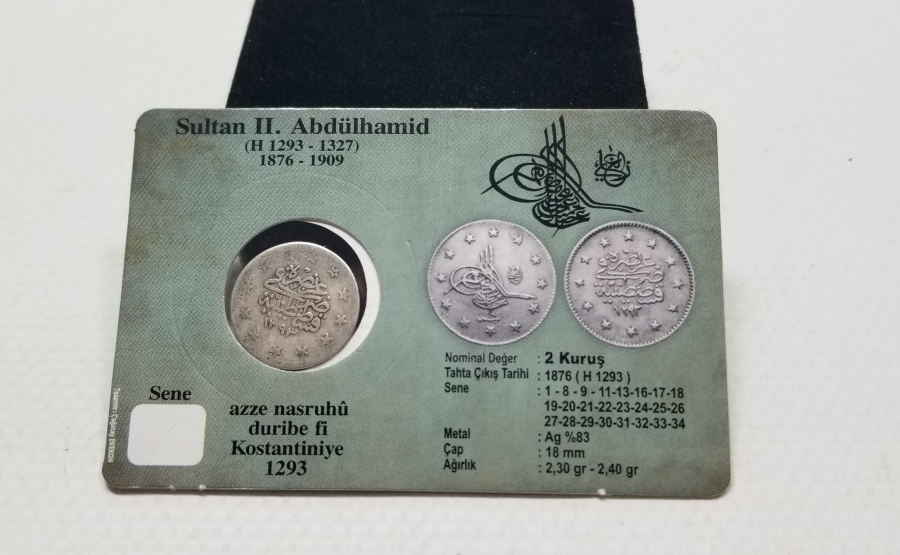 Sultan II. Abdülhamid
(H 1293 - 1327)
1876 - 1909
Nominal Değer : 2 Kuruş
Tahta Çıkış Tarihi : 1876 ( H 1293 )
Sene : 1 - 8 - 9 - 11-13-16-17-18
19-20-21-22-23-24-25-26
27-28-29-30-31-32-33-34
Metal : Ag %83
Çap : 18 mm
Ağırlık : 2,30 gr - 2,40 gr
Sene
azze nasruhû
duribe fî
Kostantiniye
1293
١٢٩٣